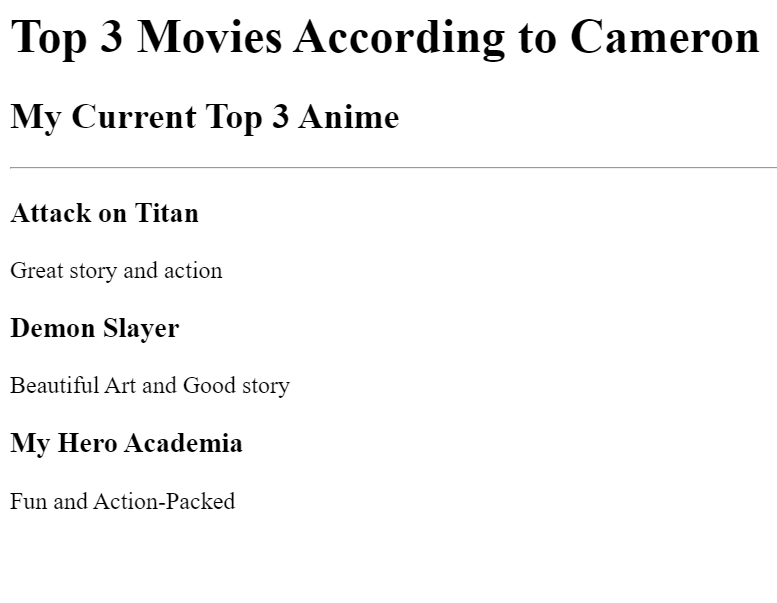 Top 3 Movies According to Cameron
My Current Top 3 Anime
Attack on Titan
Great story and action
Demon Slayer
Beautiful Art and Good story
My Hero Academia
Fun and Action-Packed